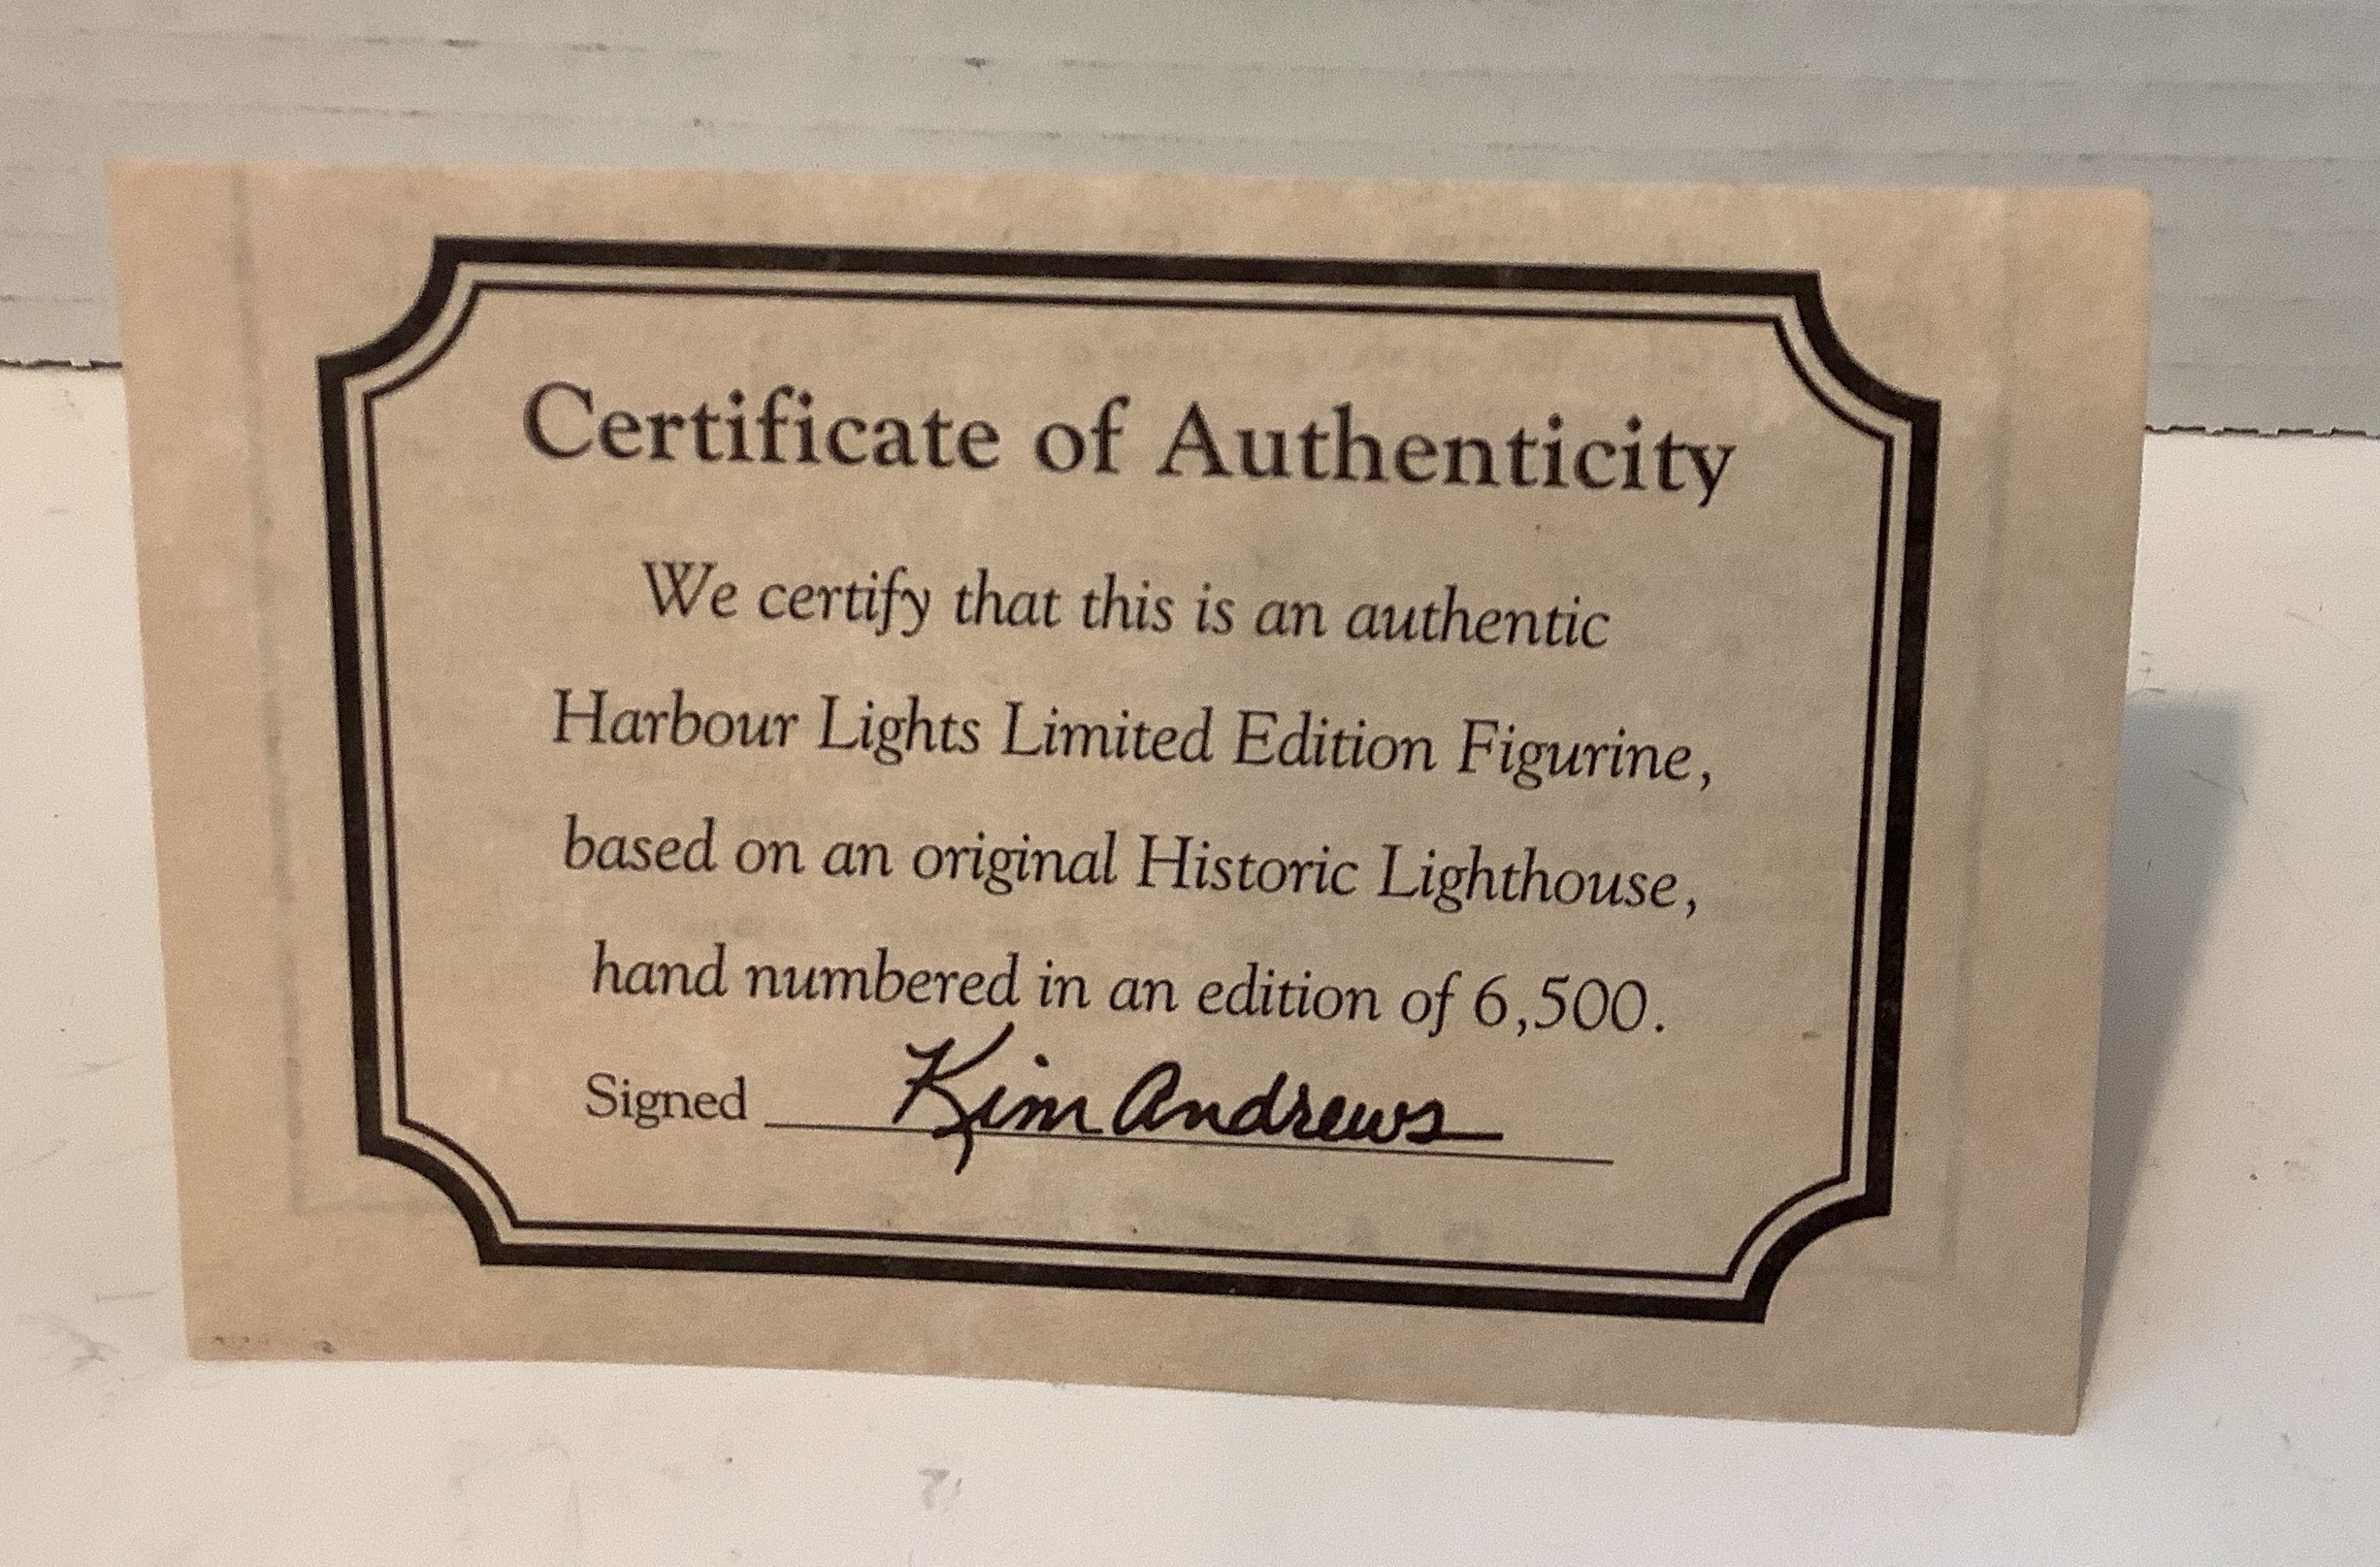 Certificate of Authenticity
We certify that this is an authentic
Harbour Lights Limited Edition Figurine,
based on an original Historic Lighthouse,
hand numbered in an edition of 6,500.
Signed Kim Andrews